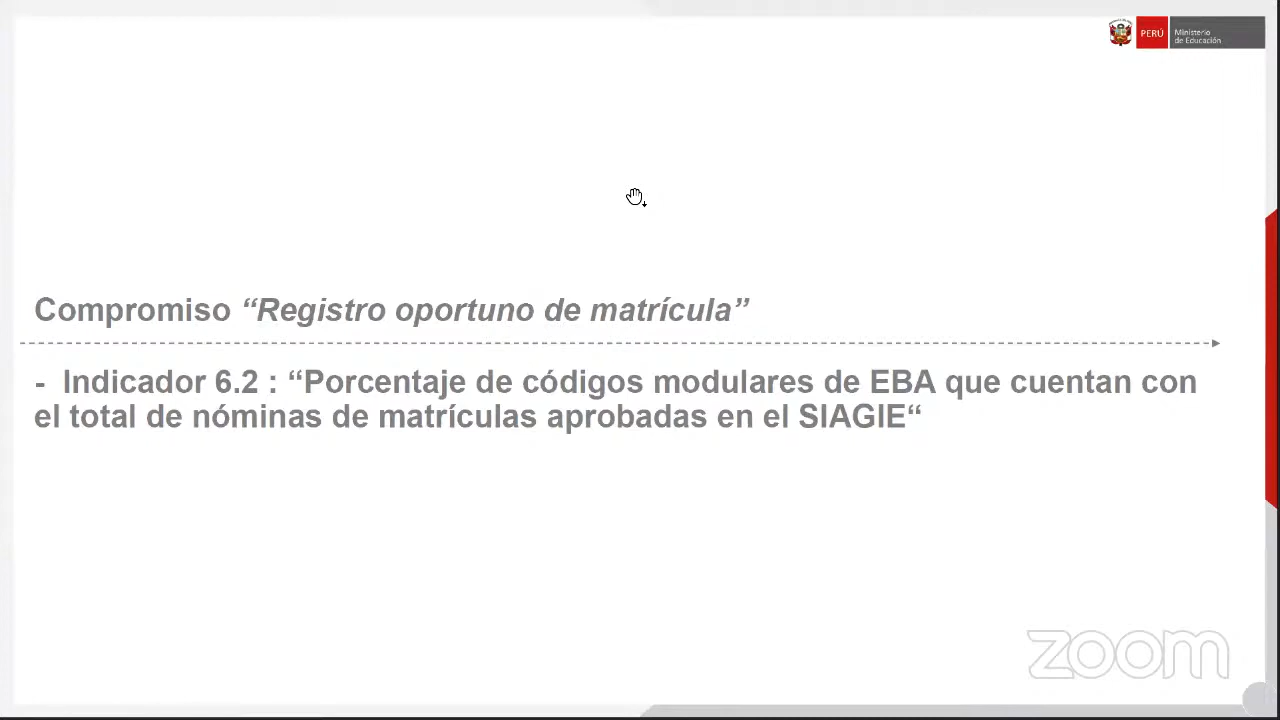 PERÚ
Ministerio
de Educación
Compromiso “Registro oportuno de matrícula”
- Indicador 6.2 : “Porcentaje de códigos modulares de EBA que cuentan con
el total de nóminas de matrículas aprobadas en el SIAGIE“
zoom